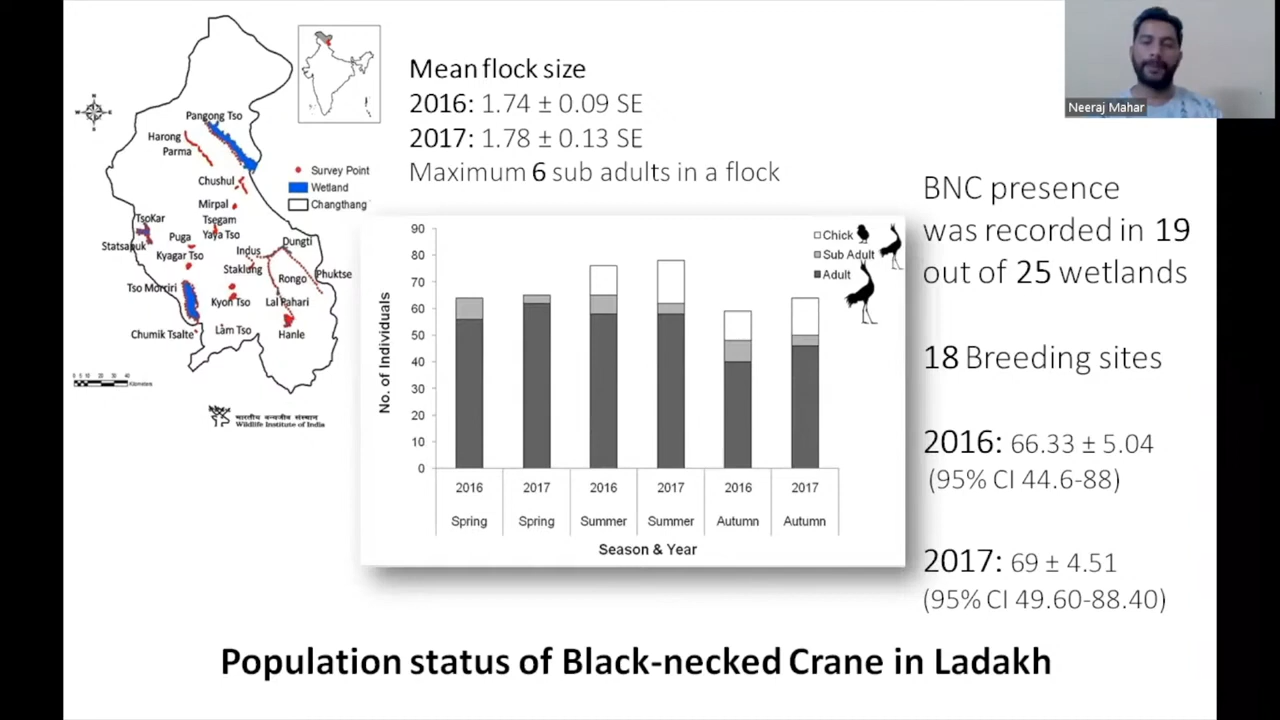 Mean flock size
2016: 1.74 ± 0.09 SE
2017: 1.78 ± 0.13 SE
Maximum 6 sub adults in a flock
Neeraj Mahar
Pangong Tso
Harong
Parma
Chushul
Mirpal
Tsegam
Yaya Tso
TsoKar
Statsapuk
Puga
Kyagar Tso
Indus
Dungti
Staklung
Rongo
Phuktse
Tso Morriri
Kyon Tso
Lal Pahari
Chumik Tsalte
Lam Tso
Hanle
Survey Point
Wetland
Changthang
Kilometers
भारतीय वन्यजीव संस्थान
Wildlife Institute of India
Chick
Sub Adult
Adult
No. of Individuals
90
80
70
60
50
40
30
20
10
0
2016 2017 2016 2017 2016 2017
Spring Spring Summer Summer Autumn Autumn
Season & Year
BNC presence
was recorded in 19
out of 25 wetlands
18 Breeding sites
2016: 66.33 ± 5.04
(95% CI 44.6-88)
2017: 69 ± 4.51
(95% CI 49.60-88.40)
Population status of Black-necked Crane in Ladakh